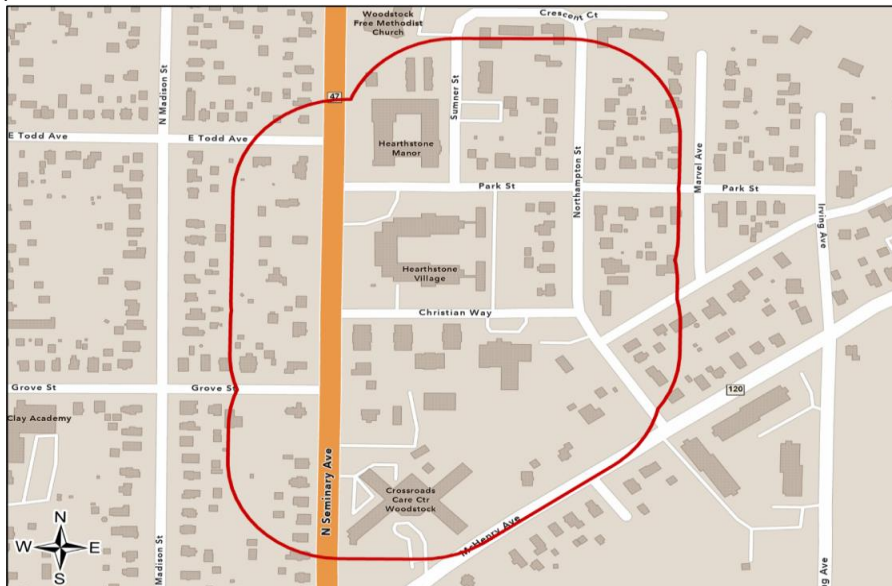 Woodstock
Free Methodist
Church
Crescent Ct
N Madison St
47
Sumner St
E Todd Ave
E Todd Ave
Hearthstone
Manor
Northampton St
Marvel Ave
Park St
Park St
Irving Ave
Hearthstone
Village
Christian Way
Grove St
Grove St
120
Clay Academy
N Seminary Ave
Crossroads
Care Ctr
Woodstock
McHenry Ave
N
W E
S
Madison St
g Ave